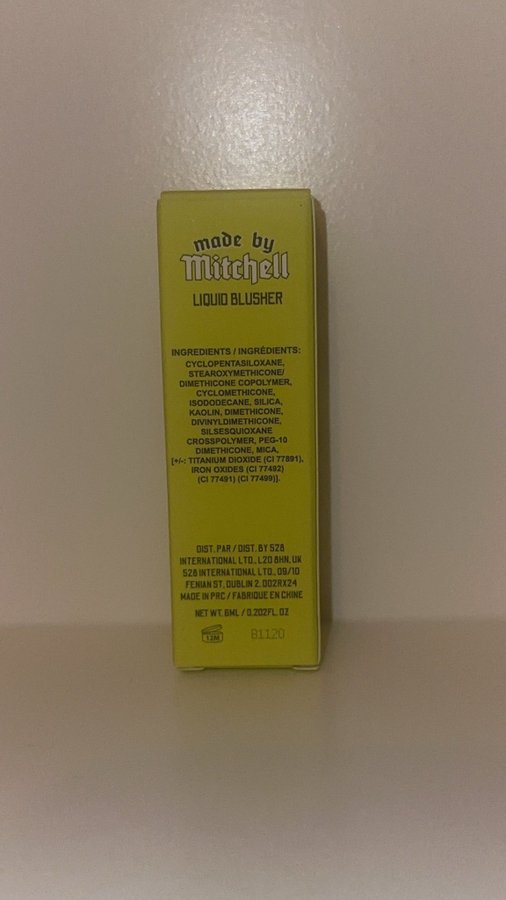 made by
Mitchell
LIQUID BLUSHER
INGREDIENTS / INGRÉDIENTS:
CYCLOPENTASILOXANE,
STEAROXYMETHICONE/
DIMETHICONE COPOLYMER,
CYCLOMETHICONE,
ISODODECANE, SILICA,
KAOLIN, DIMETHICONE,
DIVINYLDIMETHICONE,
SILSESQUIOXANE
CROSSPOLYMER, PEG-10
DIMETHICONE, MICA,
[+/-: TITANIUM DIOXIDE (CI 77891),
IRON OXIDES (CI 77492)
(CI 77491) (CI 77499)].
DIST. PAR / DIST. BY 528
INTERNATIONAL LTD., L20 8HN, UK
528 INTERNATIONAL LTD., 09/10
FENIAN ST, DUBLIN 2, D02RX24
MADE IN PRC / FABRIQUE EN CHINE
NET WT. 6ML / 0.202FL. OZ
12M
B1120